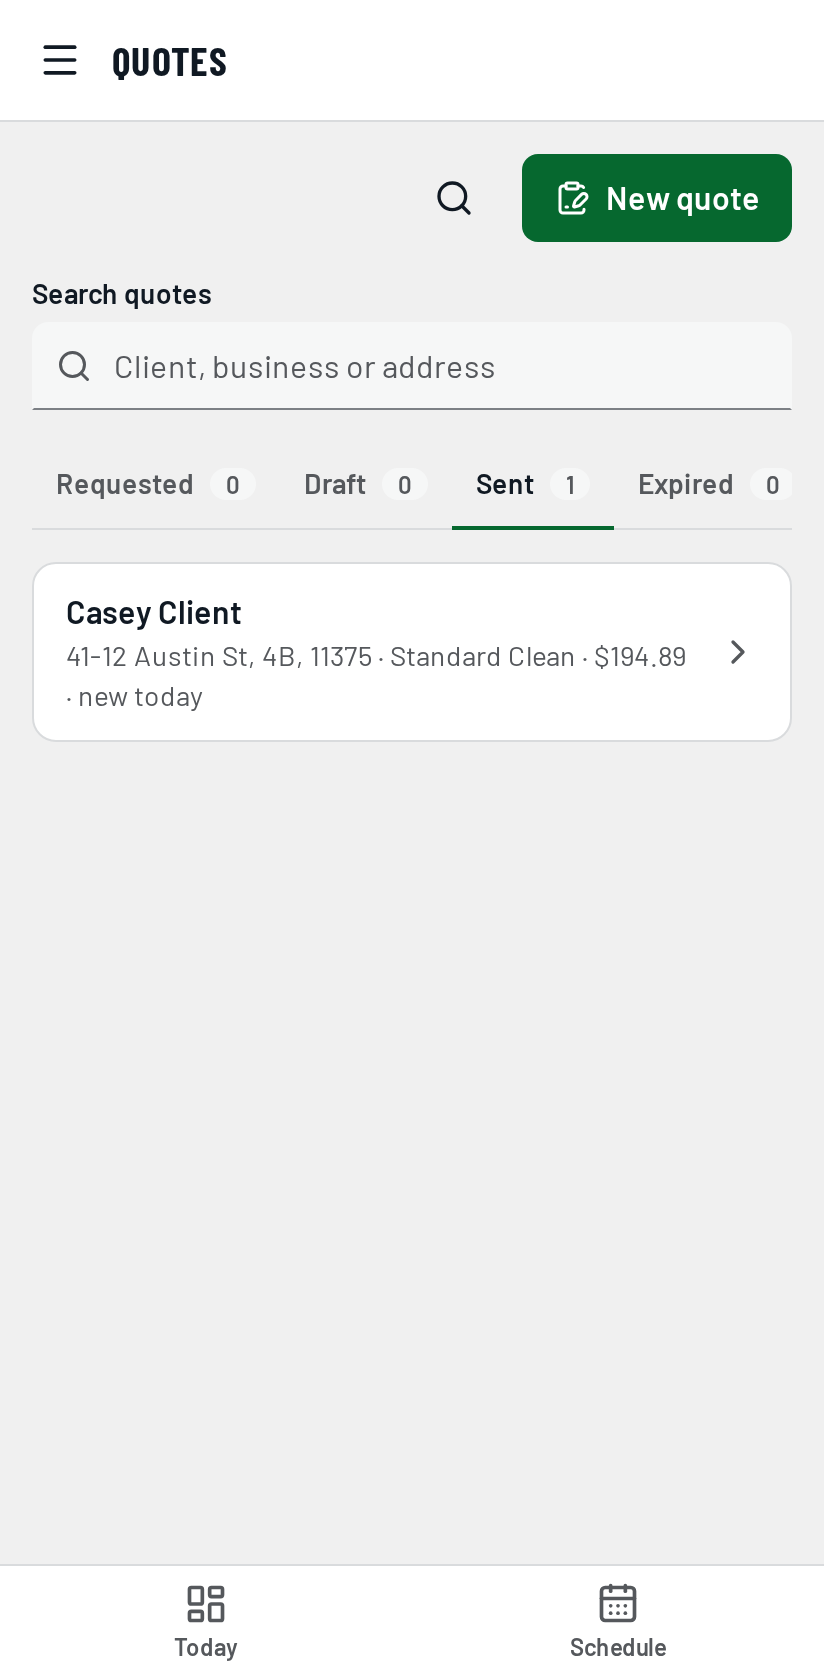 QUOTES
New quote
Search quotes
Client, business or address
Requested 0 Draft 0 Sent 1 Expired 0
Casey Client
41-12 Austin St, 4B, 11375 · Standard Clean · $194.89
· new today
Today Schedule